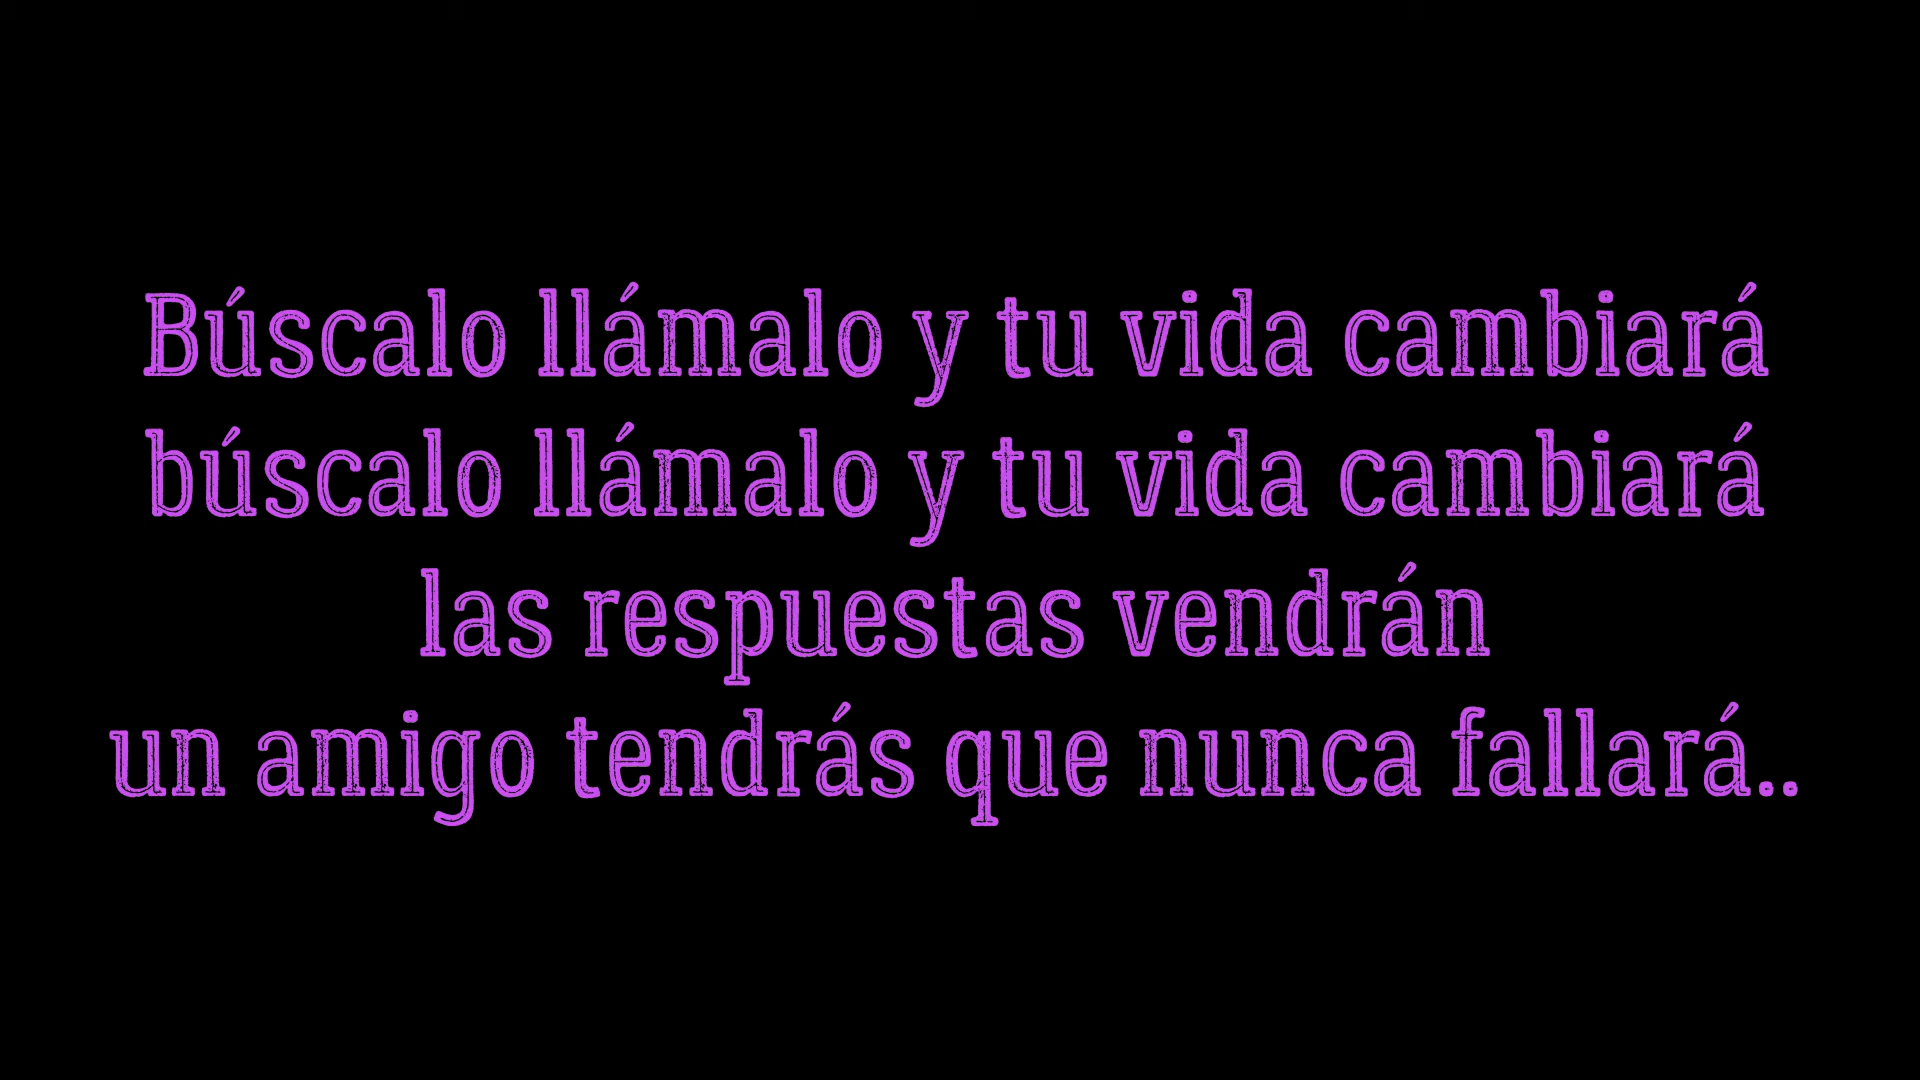 Búscalo llámalo y tu vida cambiará
búscalo llámalo y tu vida cambiará
las respuestas vendrán
un amigo tendrás que nunca fallará..